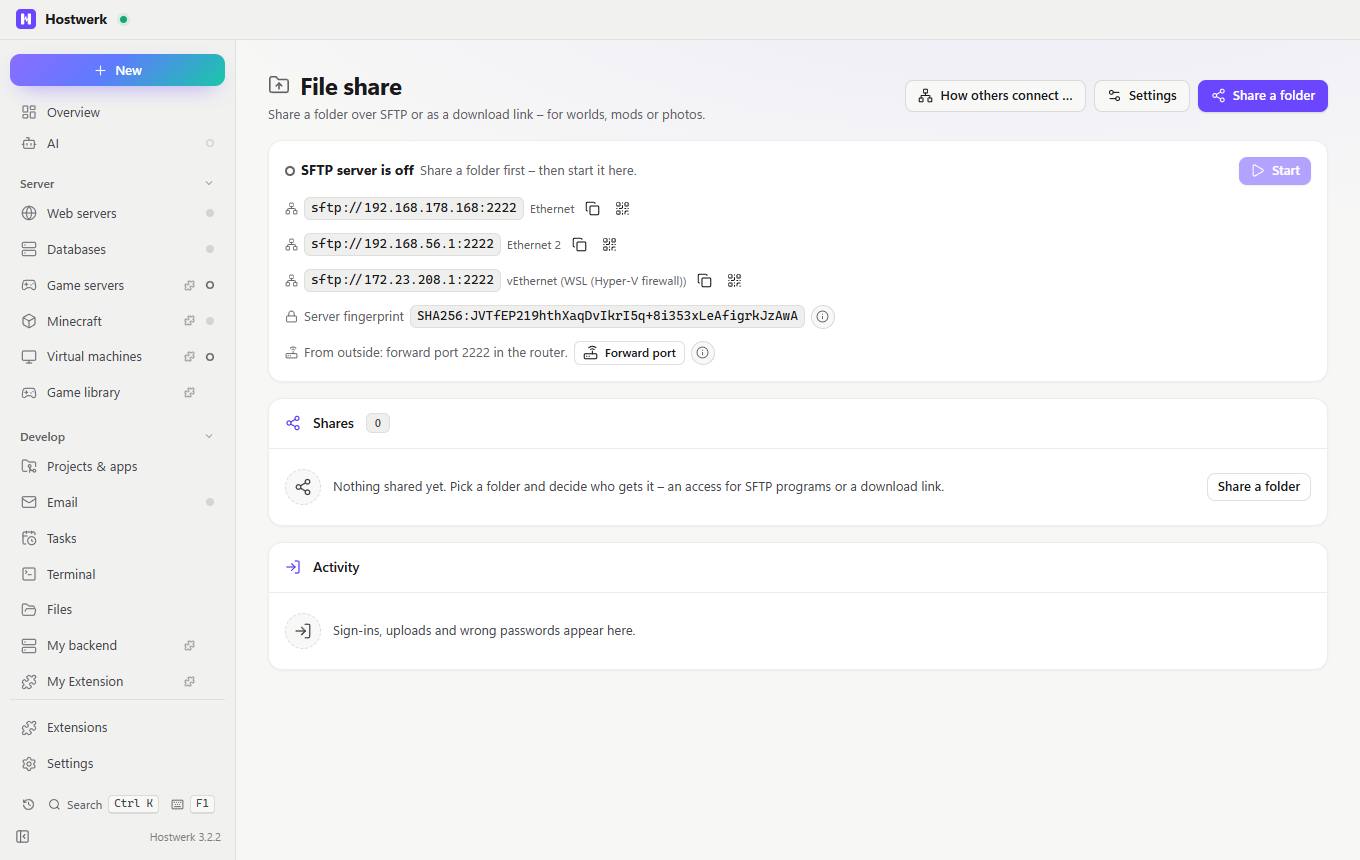 Hostwerk
New
Overview
AI
Server
Web servers
Databases
Game servers
Minecraft
Virtual machines
Game library
Develop
Projects & apps
Email
Tasks
Terminal
Files
My backend
My Extension
Extensions
Settings
Search Ctrl K F1
Hostwerk 3.2.2
File share
Share a folder over SFTP or as a download link – for worlds, mods or photos.
How others connect ... Settings Share a folder
SFTP server is off Share a folder first – then start it here. Start
sftp://192.168.178.168:2222 Ethernet
sftp://192.168.56.1:2222 Ethernet 2
sftp://172.23.208.1:2222 vEthernet (WSL (Hyper-V firewall))
Server fingerprint SHA256:JVTfEP219hthXaqDvIkrI5q+8i353xLeAfigrkJzAwA
From outside: forward port 2222 in the router. Forward port
Shares 0
Nothing shared yet. Pick a folder and decide who gets it – an access for SFTP programs or a download link. Share a folder
Activity
Sign-ins, uploads and wrong passwords appear here.